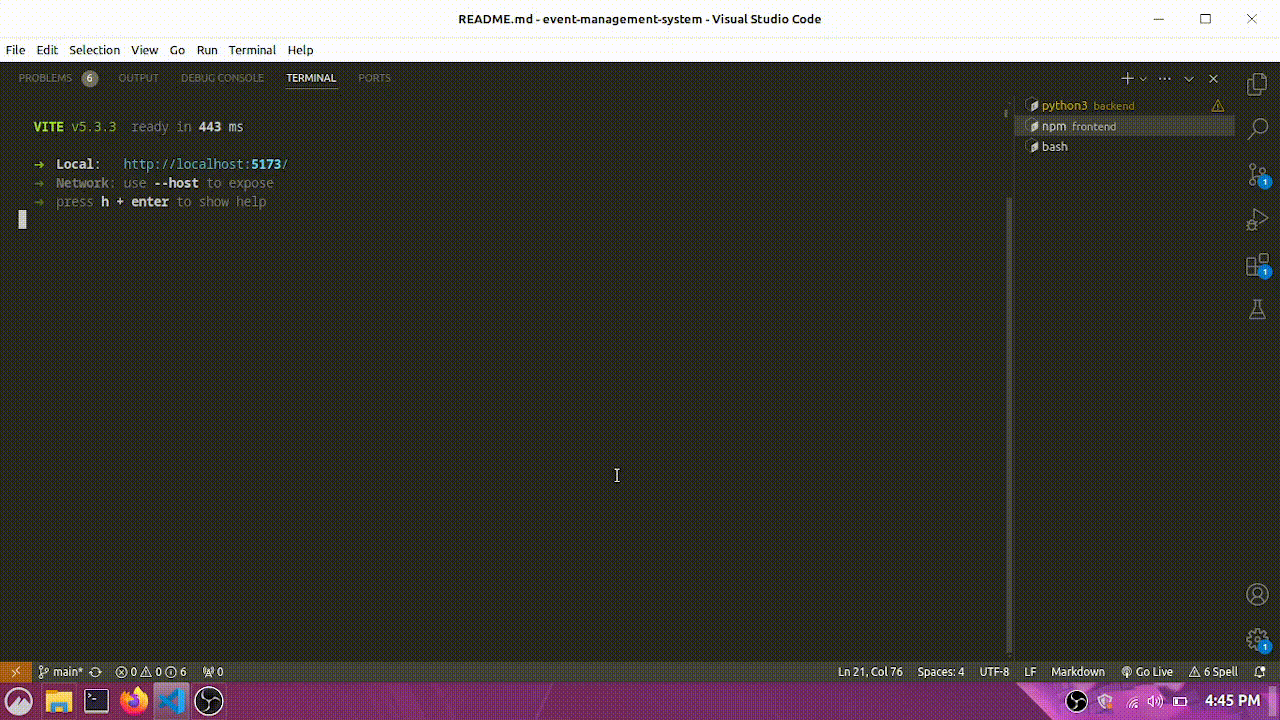 README.md - event-management-system - Visual Studio Code
File Edit Selection View Go Run Terminal Help
PROBLEMS 6 OUTPUT DEBUG CONSOLE TERMINAL PORTS
python3 backend
npm frontend
bash
VITE v5.3.3 ready in 443 ms
➜ Local: http://localhost:5173/
➜ Network: use --host to expose
➜ press h + enter to show help
1
1
1
main* 0 0 6 0 Ln 21, Col 76 Spaces: 4 UTF-8 LF Markdown Go Live 6 Spell
4:45 PM